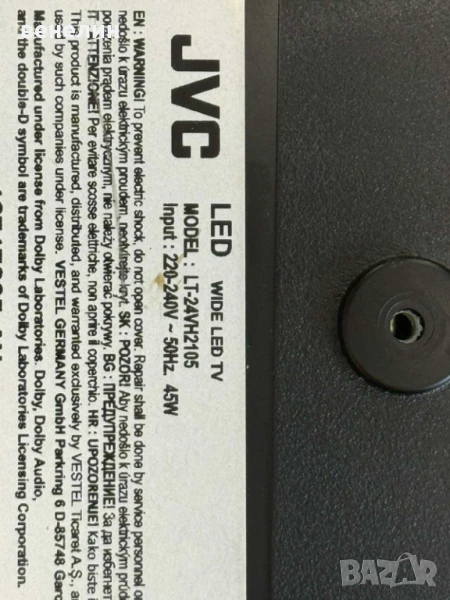 JVC
LED WIDE LED TV
MODEL : LT-24VH2105
Input : 220-240V ~ 50Hz. 45W
EN : WARNING! To prevent electric shock, do not open cover. Repair shall be done by service personnel
nedošlo k úrazu elektrickým proudem, neotvírejte kryt. SK : POZOR! Aby nedošlo k úrazu elektrickým
porażenia prądem elektrycznym, nie należy otwierać pokrywy. BG : ПРЕДУПРЕЖДЕНИЕ! За да избегнет
IT : ATTENZIONE! Per evitare scosse elettriche, non aprire il coperchio. HR : UPOZORENJE! Kako biste
This product is manufactured, distributed, and warranted exclusively by VESTEL Ticaret A.Ş.,
used by such companies under license. VESTEL GERMANY GmbH Parkring 6 D-85748
Manufactured under license from Dolby Laboratories. Dolby, Dolby Audio,
and the double-D symbol are trademarks of Dolby Laboratories Licensing Corporation.
bazar